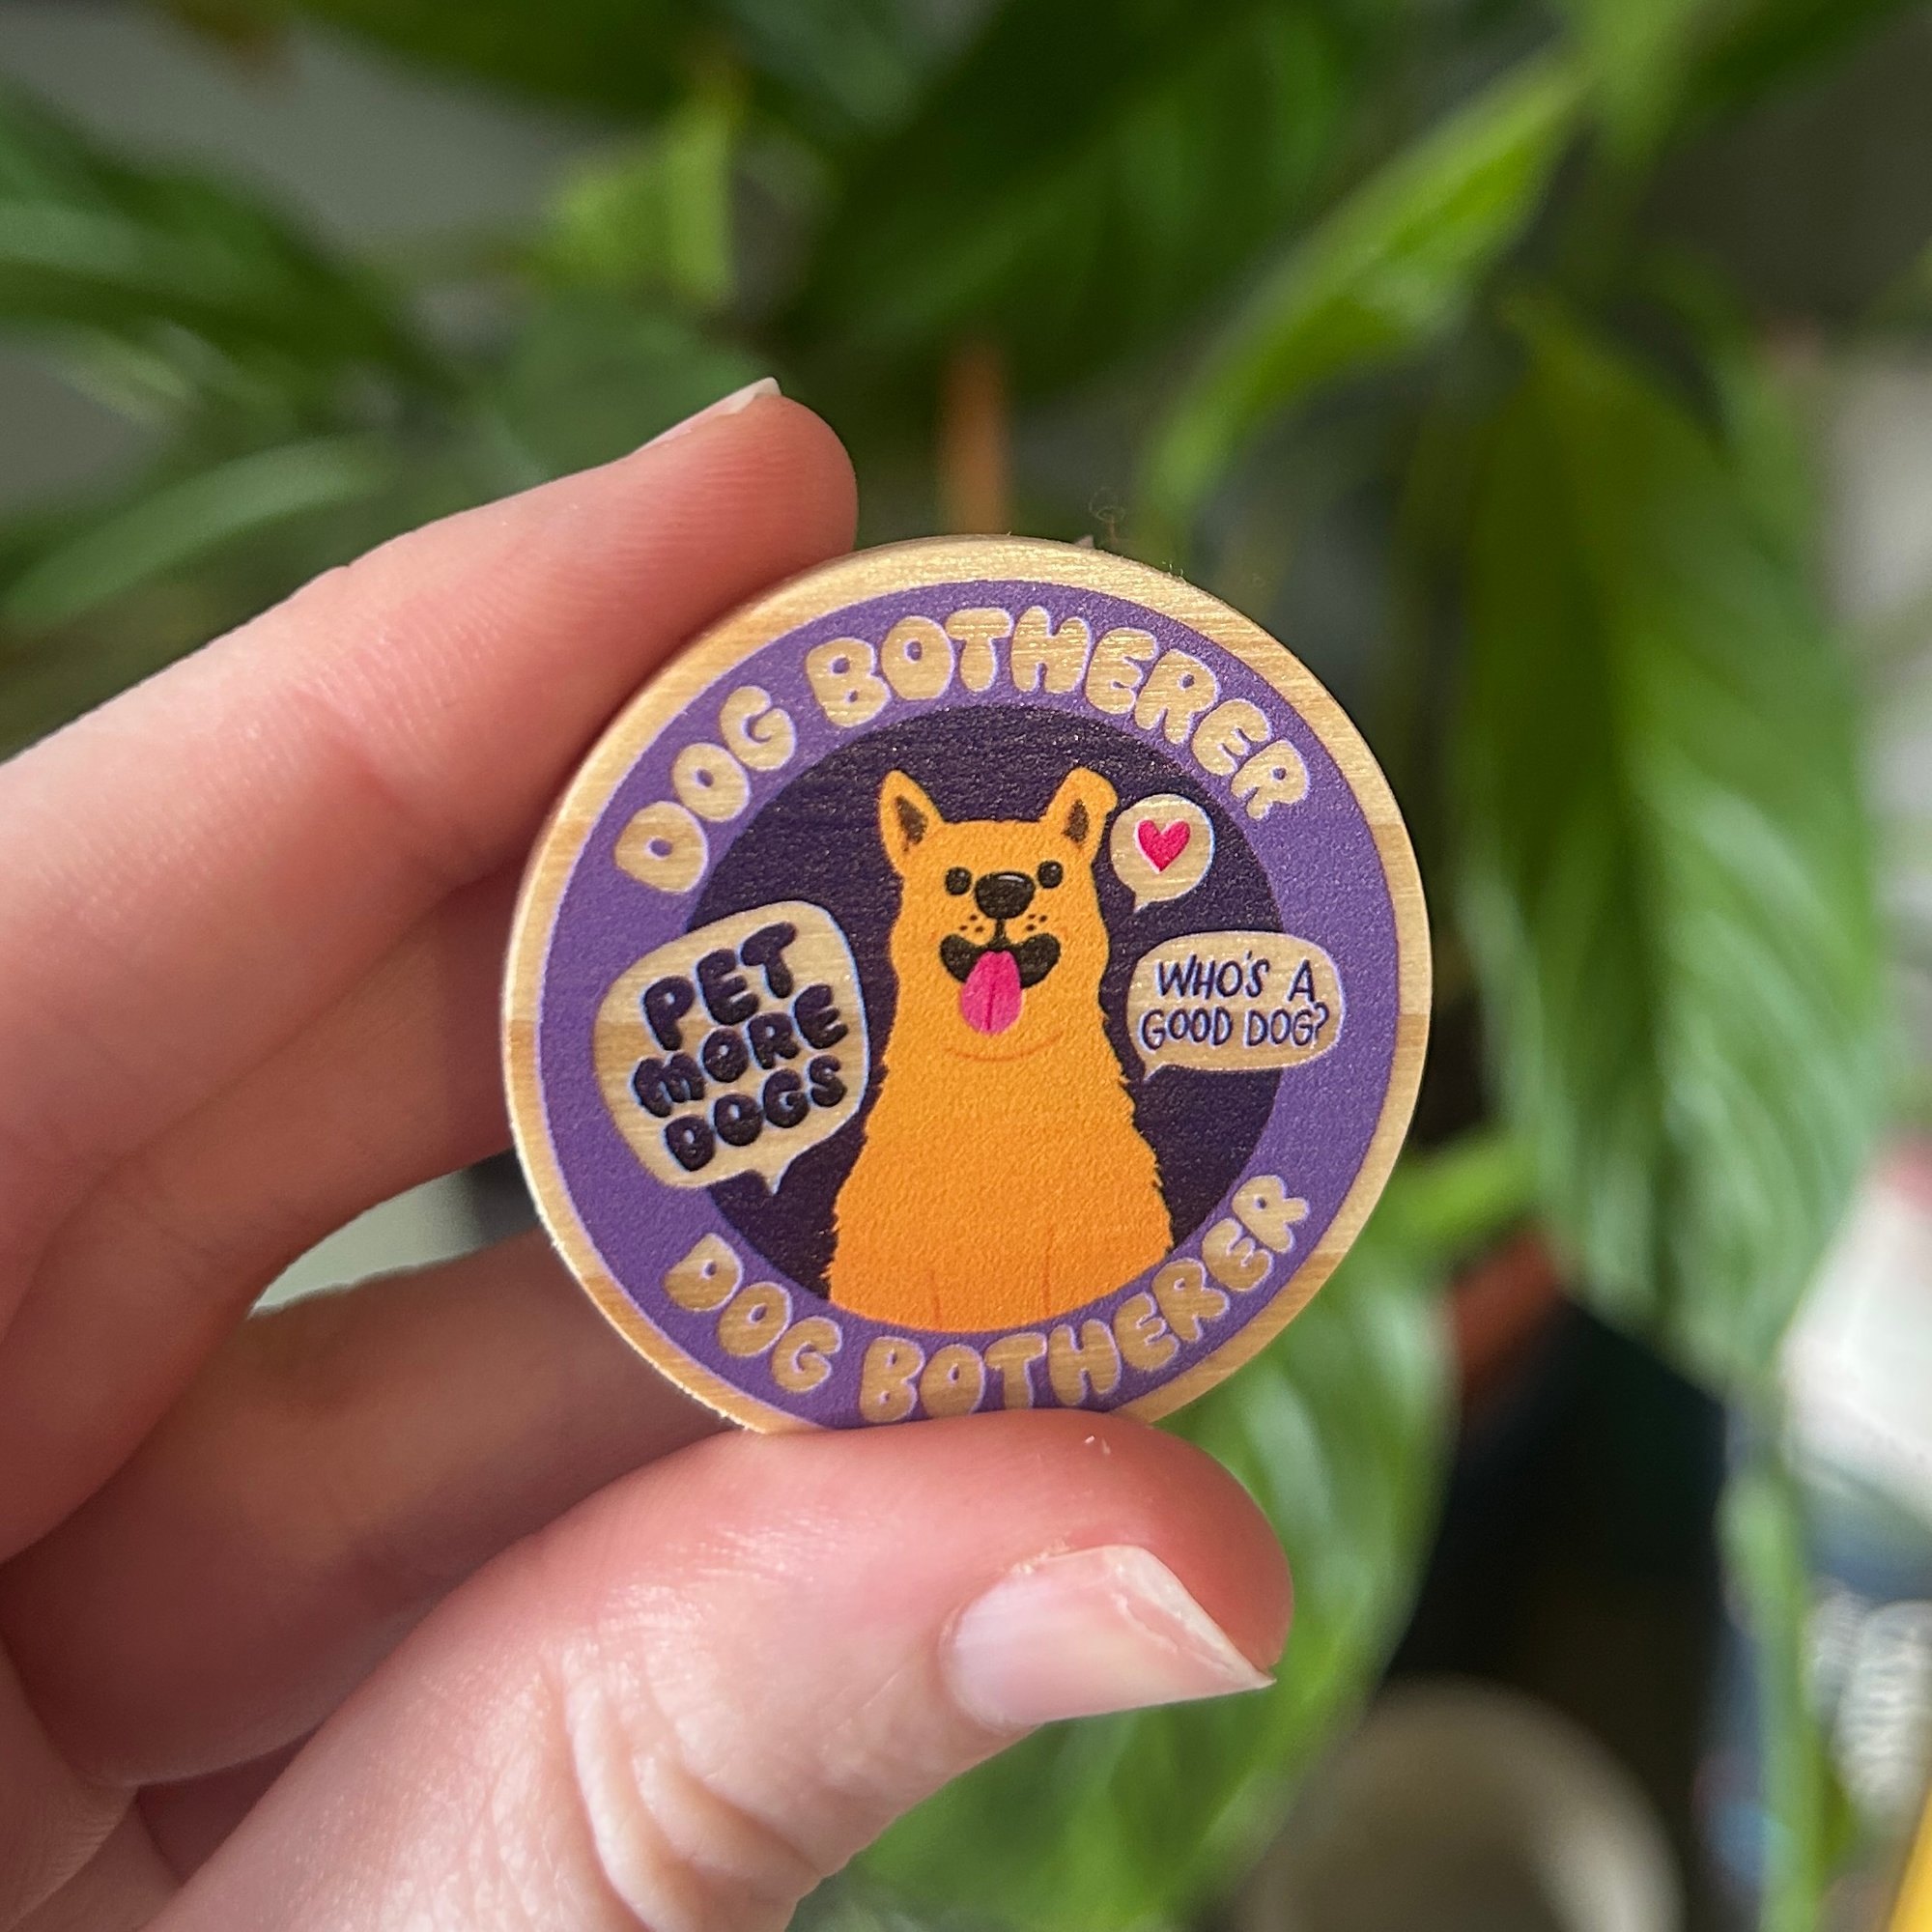 DOG BOTHERER
PET
MORE
DOGS
WHO'S A
GOOD DOG?
DOG BOTHERER